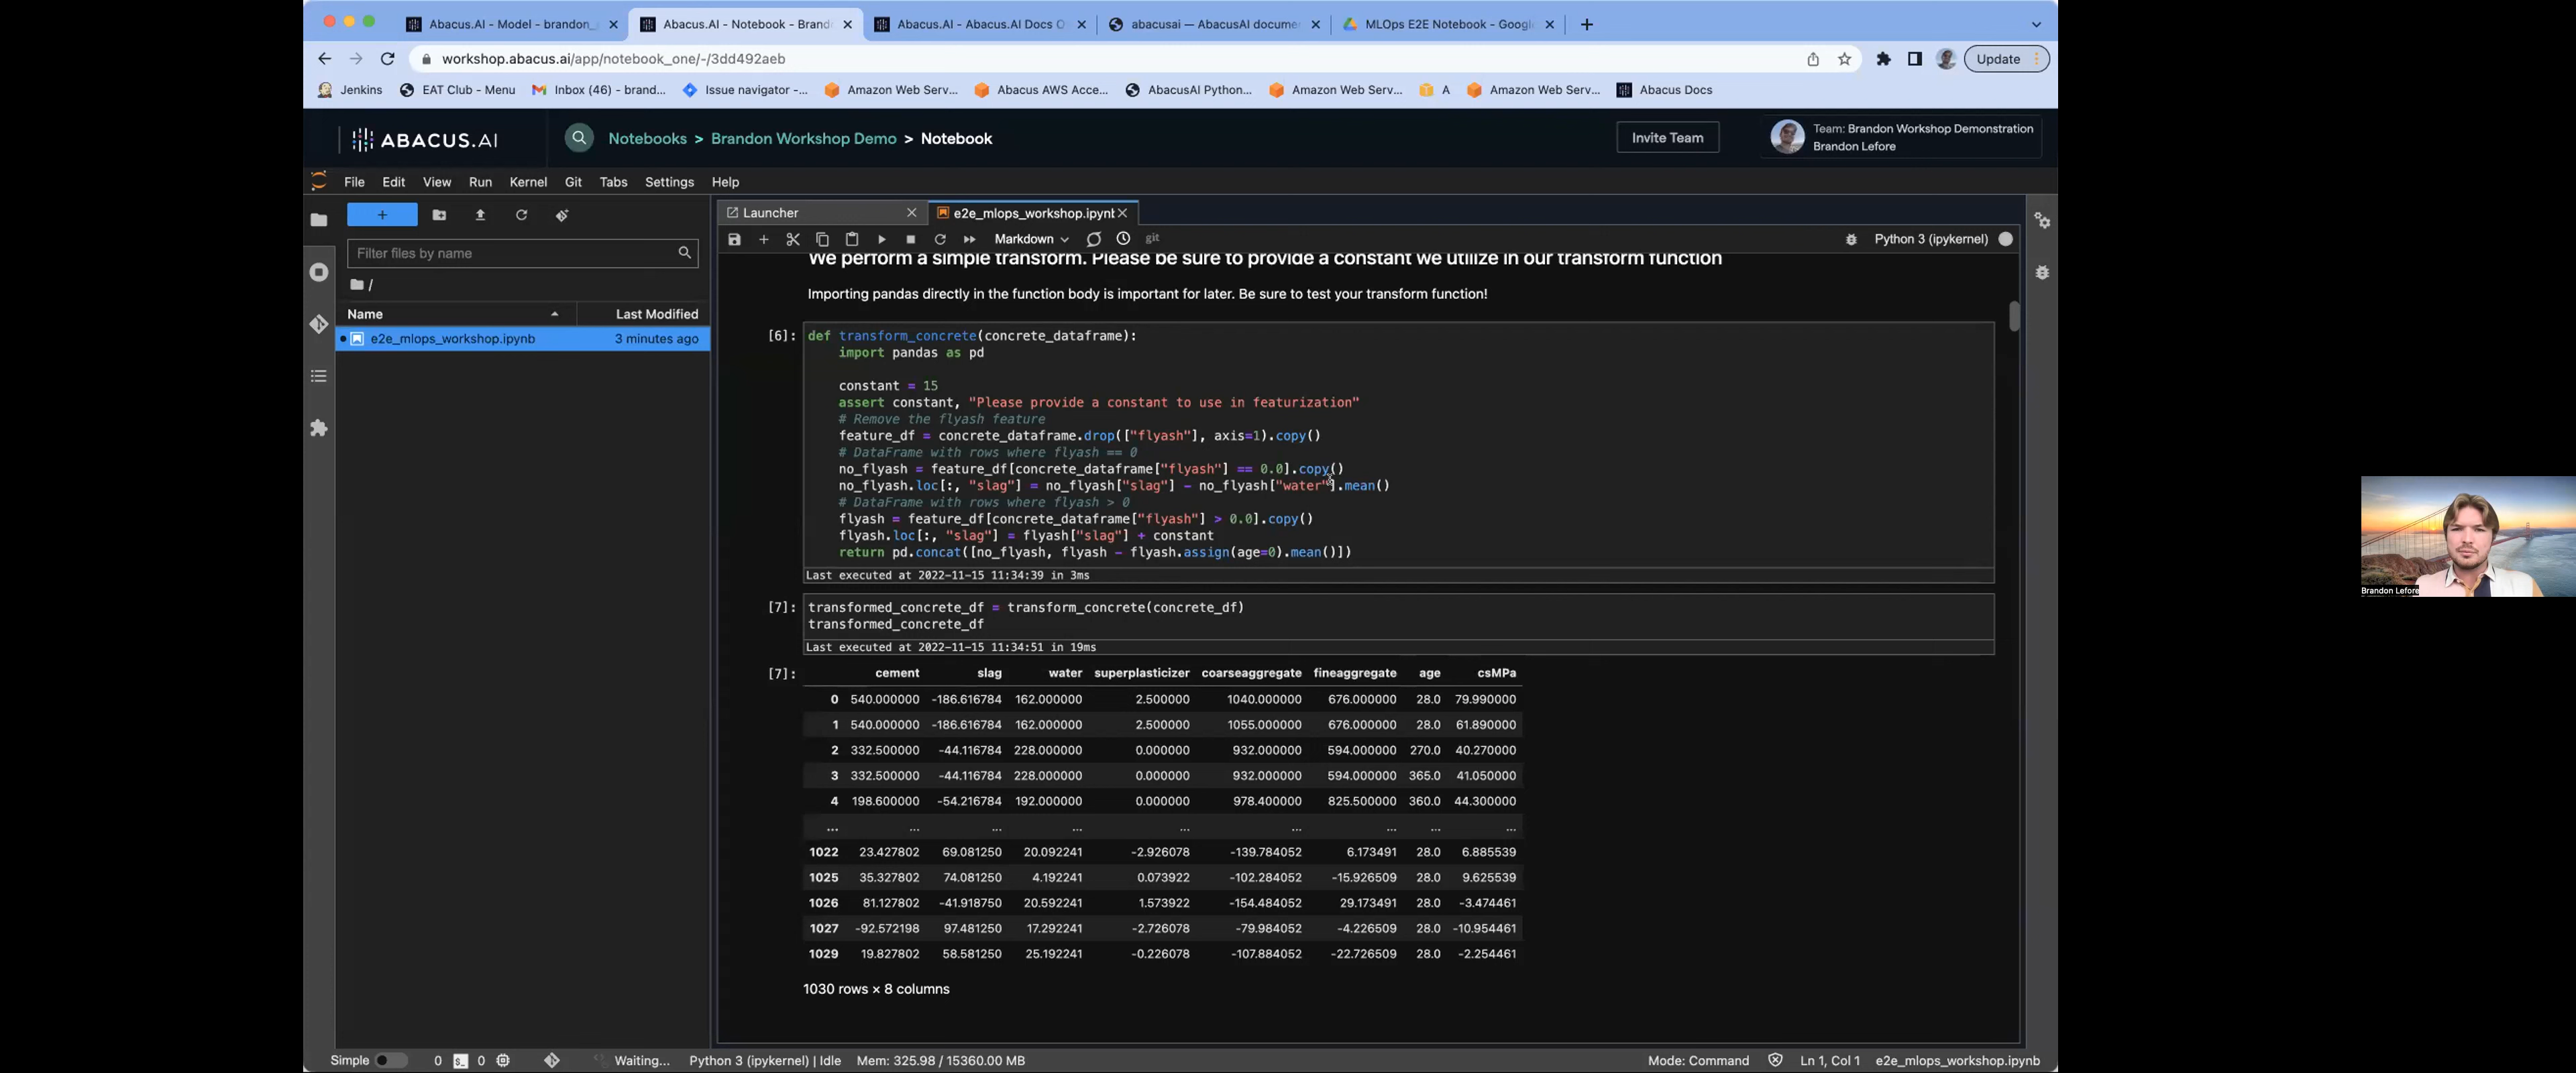 Abacus.AI - Model - brandon_
Abacus.AI - Notebook - Brand
Abacus.AI - Abacus.AI Docs O
abacusai — AbacusAI docume
MLOps E2E Notebook - Googl
workshop.abacus.ai/app/notebook_one/-/3dd492aeb
Update
Jenkins
EAT Club - Menu
Inbox (46) - brand...
Issue navigator -...
Amazon Web Serv...
Abacus AWS Acce...
AbacusAI Python...
Amazon Web Serv...
A
Amazon Web Serv...
Abacus Docs
ABACUS.AI
Notebooks > Brandon Workshop Demo > Notebook
Invite Team
Team: Brandon Workshop Demonstration
Brandon Lefore
File Edit View Run Kernel Git Tabs Settings Help
Launcher
e2e_mlops_workshop.ipynb
Markdown
git
Python 3 (ipykernel)
Filter files by name
/
Name Last Modified
e2e_mlops_workshop.ipynb 3 minutes ago
We perform a simple transform. Please be sure to provide a constant we utilize in our transform function
Importing pandas directly in the function body is important for later. Be sure to test your transform function!
[6]: def transform_concrete(concrete_dataframe):
import pandas as pd
constant = 15
assert constant, "Please provide a constant to use in featurization"
# Remove the flyash feature
feature_df = concrete_dataframe.drop(["flyash"], axis=1).copy()
# DataFrame with rows where flyash == 0
no_flyash = feature_df[concrete_dataframe["flyash"] == 0.0].copy()
no_flyash.loc[:, "slag"] = no_flyash["slag"] - no_flyash["water"].mean()
# DataFrame with rows where flyash > 0
flyash = feature_df[concrete_dataframe["flyash"] > 0.0].copy()
flyash.loc[:, "slag"] = flyash["slag"] + constant
return pd.concat([no_flyash, flyash - flyash.assign(age=0).mean()])
Last executed at 2022-11-15 11:34:39 in 3ms
[7]: transformed_concrete_df = transform_concrete(concrete_df)
transformed_concrete_df
Last executed at 2022-11-15 11:34:51 in 19ms
[7]: cement slag water superplasticizer coarseaggregate fineaggregate age csMPa
0 540.000000 -186.616784 162.000000 2.500000 1040.000000 676.000000 28.0 79.990000
1 540.000000 -186.616784 162.000000 2.500000 1055.000000 676.000000 28.0 61.890000
2 332.500000 -44.116784 228.000000 0.000000 932.000000 594.000000 270.0 40.270000
3 332.500000 -44.116784 228.000000 0.000000 932.000000 594.000000 365.0 41.050000
4 198.600000 -54.216784 192.000000 0.000000 978.400000 825.500000 360.0 44.300000
... ... ... ... ... ... ... ... ...
1022 23.427802 69.081250 20.092241 -2.926078 -139.784052 6.173491 28.0 6.885539
1025 35.327802 74.081250 4.192241 0.073922 -102.284052 -15.926509 28.0 9.625539
1026 81.127802 -41.918750 20.592241 1.573922 -154.484052 29.173491 28.0 -3.474461
1027 -92.572198 97.481250 17.292241 -2.726078 -79.984052 -4.226509 28.0 -10.954461
1029 19.827802 58.581250 25.192241 -0.226078 -107.884052 -22.726509 28.0 -2.254461
1030 rows × 8 columns
Simple 0 $_ 0 Waiting... Python 3 (ipykernel) | Idle Mem: 325.98 / 15360.00 MB
Mode: Command Ln 1, Col 1 e2e_mlops_workshop.ipynb
Brandon Lefore